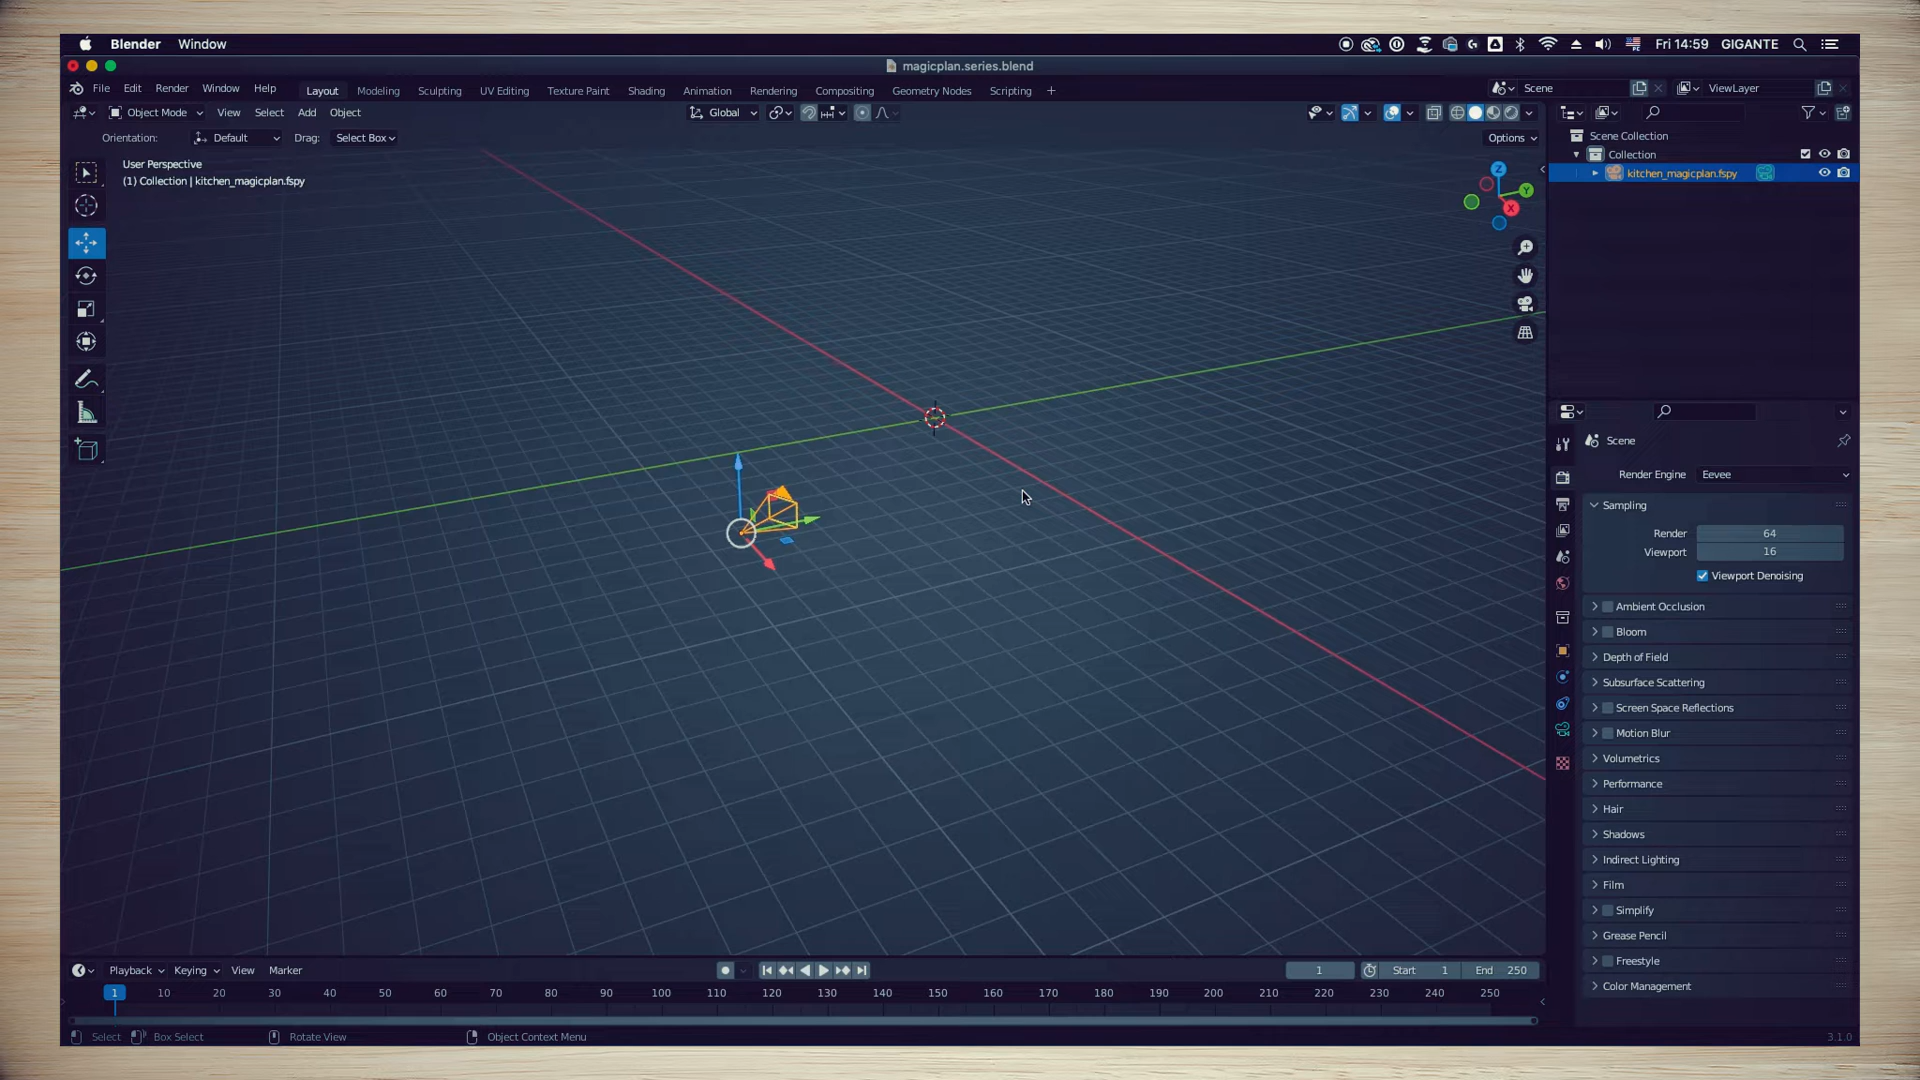 Blender Window Fri 14:59 GIGANTE
magicplan.series.blend
File Edit Render Window Help Layout Modeling Sculpting UV Editing Texture Paint Shading Animation Rendering Compositing Geometry Nodes Scripting + Scene ViewLayer
Object Mode View Select Add Object Global
Orientation: Default Drag: Select Box Options
User Perspective
(1) Collection | kitchen_magicplan.fspy
Z
Y
X
Scene Collection
Collection
kitchen_magicplan.fspy
Scene
Render Engine Eevee
Sampling
Render 64
Viewport 16
Viewport Denoising
Ambient Occlusion
Bloom
Depth of Field
Subsurface Scattering
Screen Space Reflections
Motion Blur
Volumetrics
Performance
Hair
Shadows
Indirect Lighting
Film
Simplify
Grease Pencil
Freestyle
Color Management
Playback Keying View Marker 1 Start 1 End 250
1 10 20 30 40 50 60 70 80 90 100 110 120 130 140 150 160 170 180 190 200 210 220 230 240 250
Select Box Select Rotate View Object Context Menu 3.1.0